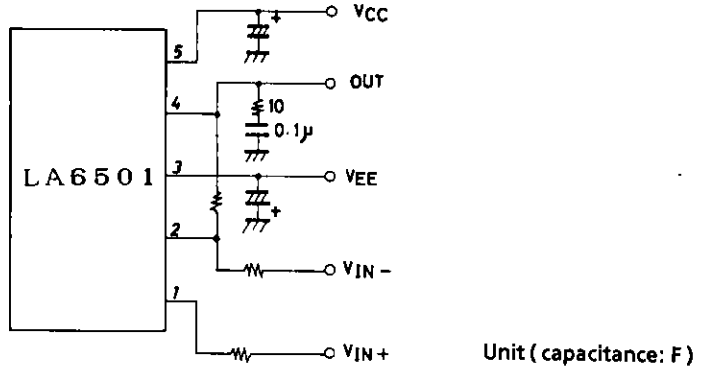 VCC
5
OUT
4
10
0.1μ
LA6501
3
VEE
+
2
VIN-
1
VIN+
Unit (capacitance: F)